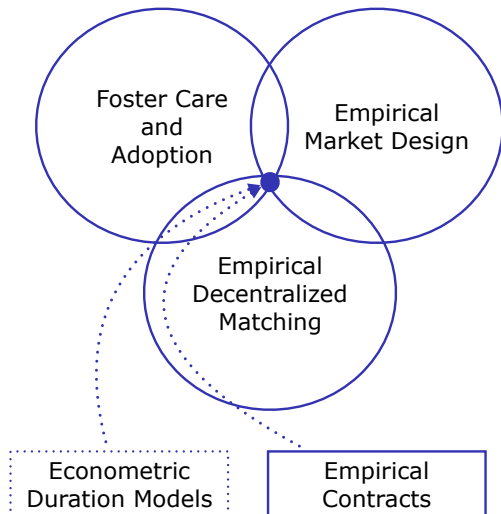 Foster Care
and
Adoption
Empirical
Market Design
Empirical
Decentralized
Matching
Econometric
Duration Models
Empirical
Contracts